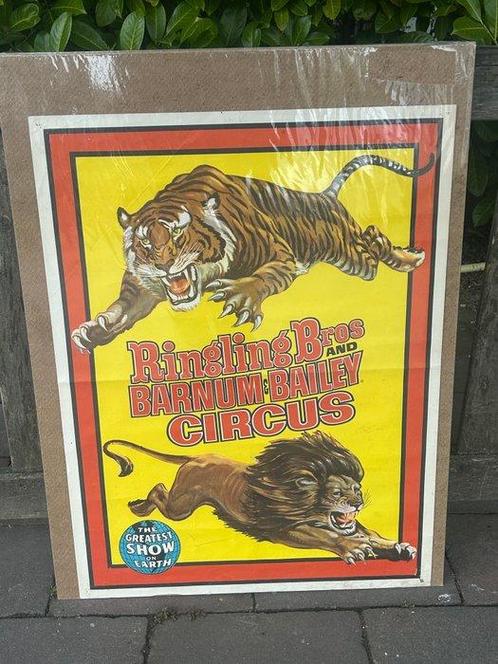 Ringling Bros
AND
BARNUM & BAILEY
CIRCUS
THE
GREATEST
SHOW
ON
EARTH